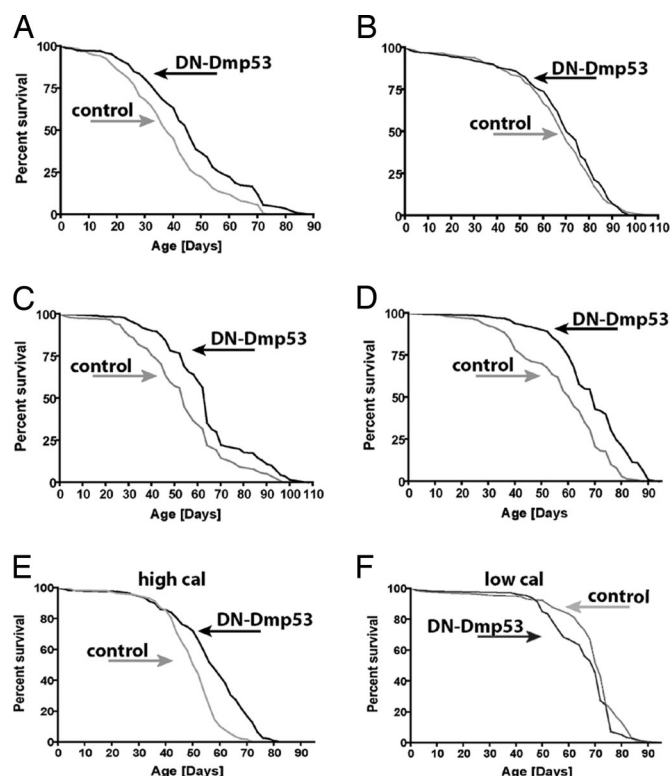 A
DN-Dmp53
control
Percent survival
100
75
50
25
0
0 10 20 30 40 50 60 70 80 90
Age [Days]
B
DN-Dmp53
control
Percent survival
100
75
50
25
0
0 10 20 30 40 50 60 70 80 90 100 110
Age [Days]
C
DN-Dmp53
control
Percent survival
100
75
50
25
0
0 10 20 30 40 50 60 70 80 90 100 110
Age [Days]
D
DN-Dmp53
control
Percent survival
100
75
50
25
0
0 10 20 30 40 50 60 70 80 90
Age [Days
E
high cal
DN-Dmp53
control
Percent survival
100
80
60
40
20
0
0 10 20 30 40 50 60 70 80 90
Age [Days]
F
low cal
control
DN-Dmp53
Percent survival
100
80
60
40
20
0
0 10 20 30 40 50 60 70 80 90
Age [Days]